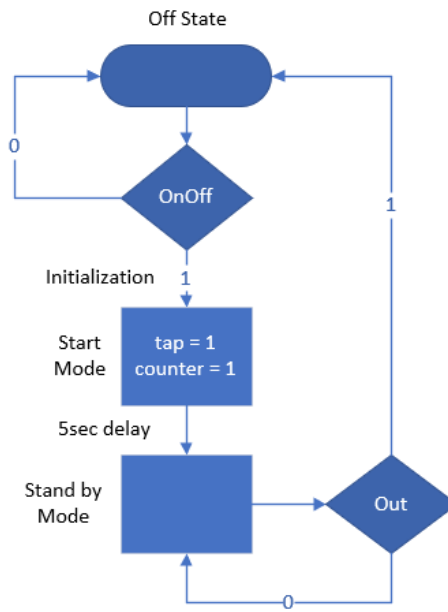 Off State
0
OnOff
1
Initialization
1
Start
Mode
tap = 1
counter = 1
5sec delay
Stand by
Mode
Out
0